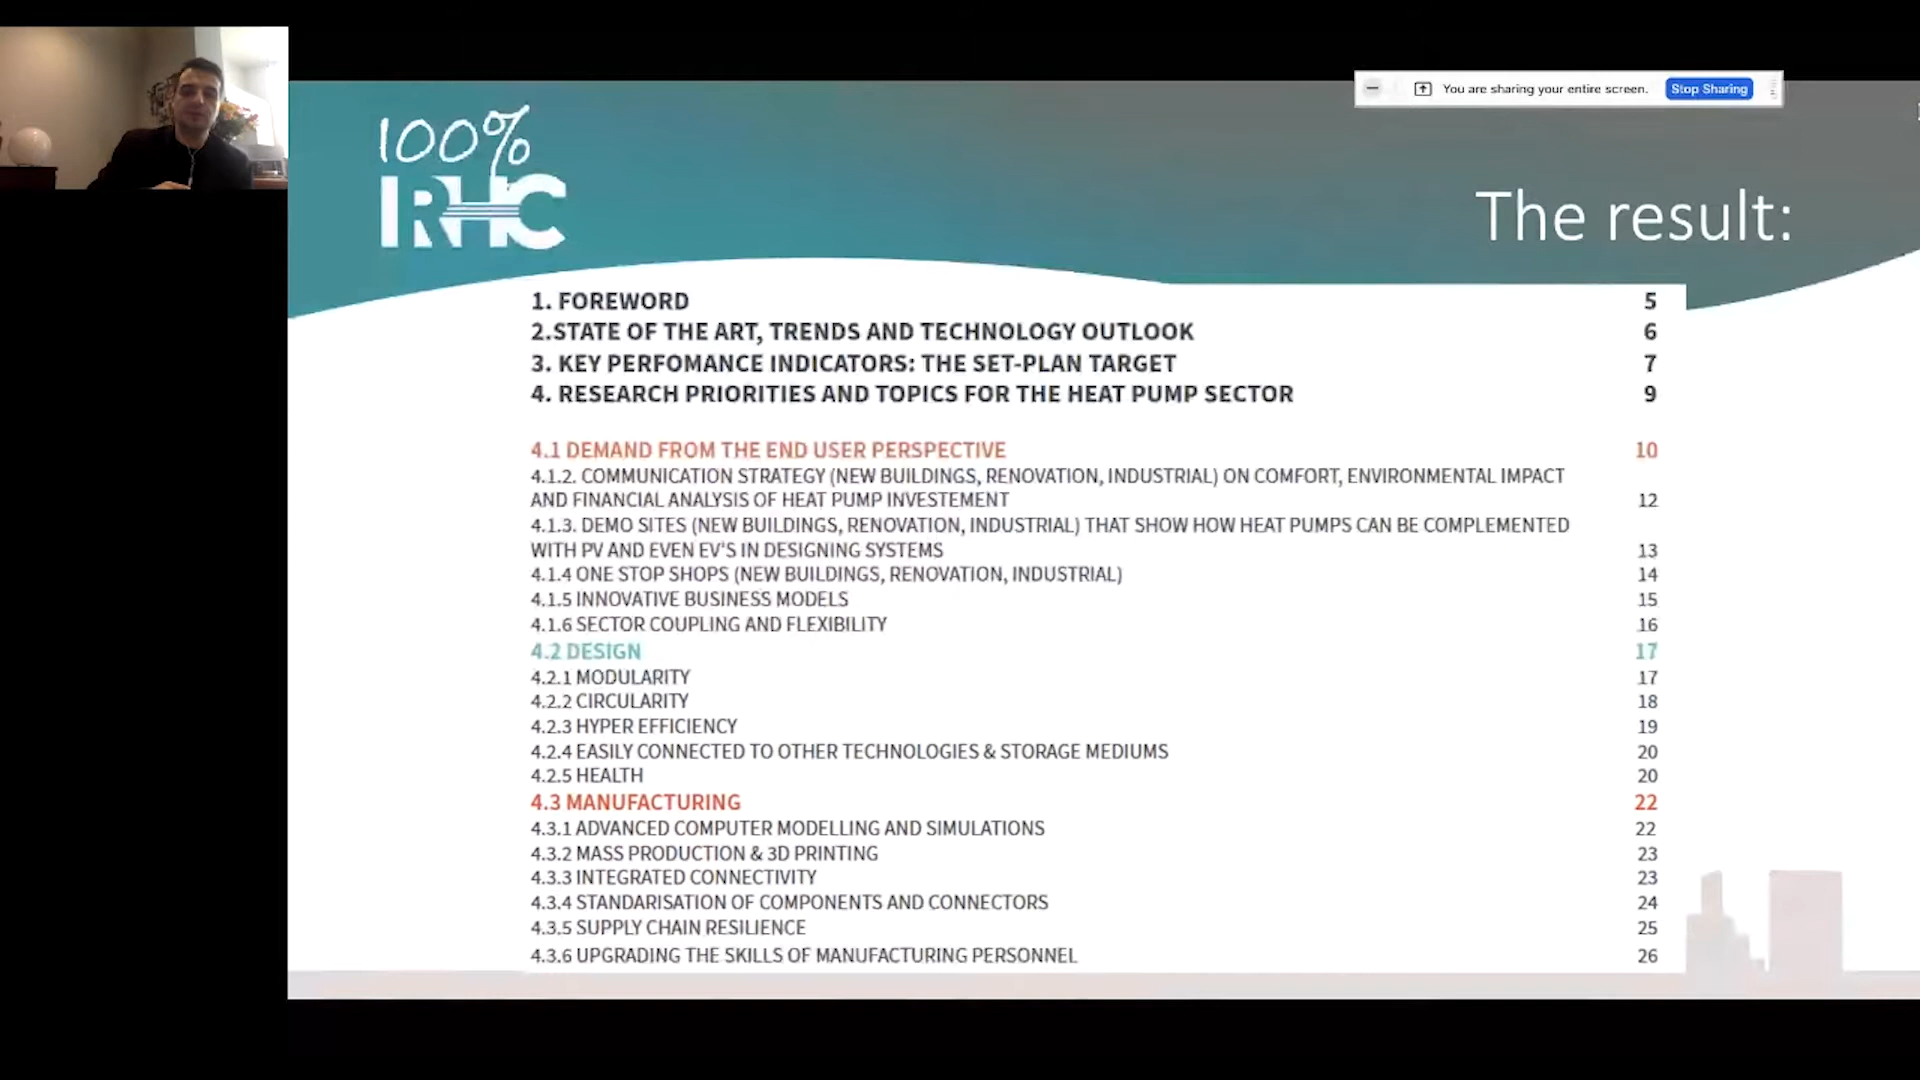 You are sharing your entire screen.
Stop Sharing
100%
RHC
The result:
1. FOREWORD 5
2.STATE OF THE ART, TRENDS AND TECHNOLOGY OUTLOOK 6
3. KEY PERFOMANCE INDICATORS: THE SET-PLAN TARGET 7
4. RESEARCH PRIORITIES AND TOPICS FOR THE HEAT PUMP SECTOR 9
4.1 DEMAND FROM THE END USER PERSPECTIVE 10
4.1.2. COMMUNICATION STRATEGY (NEW BUILDINGS, RENOVATION, INDUSTRIAL) ON COMFORT, ENVIRONMENTAL IMPACT
AND FINANCIAL ANALYSIS OF HEAT PUMP INVESTEMENT 12
4.1.3. DEMO SITES (NEW BUILDINGS, RENOVATION, INDUSTRIAL) THAT SHOW HOW HEAT PUMPS CAN BE COMPLEMENTED
WITH PV AND EVEN EV'S IN DESIGNING SYSTEMS 13
4.1.4 ONE STOP SHOPS (NEW BUILDINGS, RENOVATION, INDUSTRIAL) 14
4.1.5 INNOVATIVE BUSINESS MODELS 15
4.1.6 SECTOR COUPLING AND FLEXIBILITY 16
4.2 DESIGN 17
4.2.1 MODULARITY 17
4.2.2 CIRCULARITY 18
4.2.3 HYPER EFFICIENCY 19
4.2.4 EASILY CONNECTED TO OTHER TECHNOLOGIES & STORAGE MEDIUMS 20
4.2.5 HEALTH 20
4.3 MANUFACTURING 22
4.3.1 ADVANCED COMPUTER MODELLING AND SIMULATIONS 22
4.3.2 MASS PRODUCTION & 3D PRINTING 23
4.3.3 INTEGRATED CONNECTIVITY 23
4.3.4 STANDARISATION OF COMPONENTS AND CONNECTORS 24
4.3.5 SUPPLY CHAIN RESILIENCE 25
4.3.6 UPGRADING THE SKILLS OF MANUFACTURING PERSONNEL 26